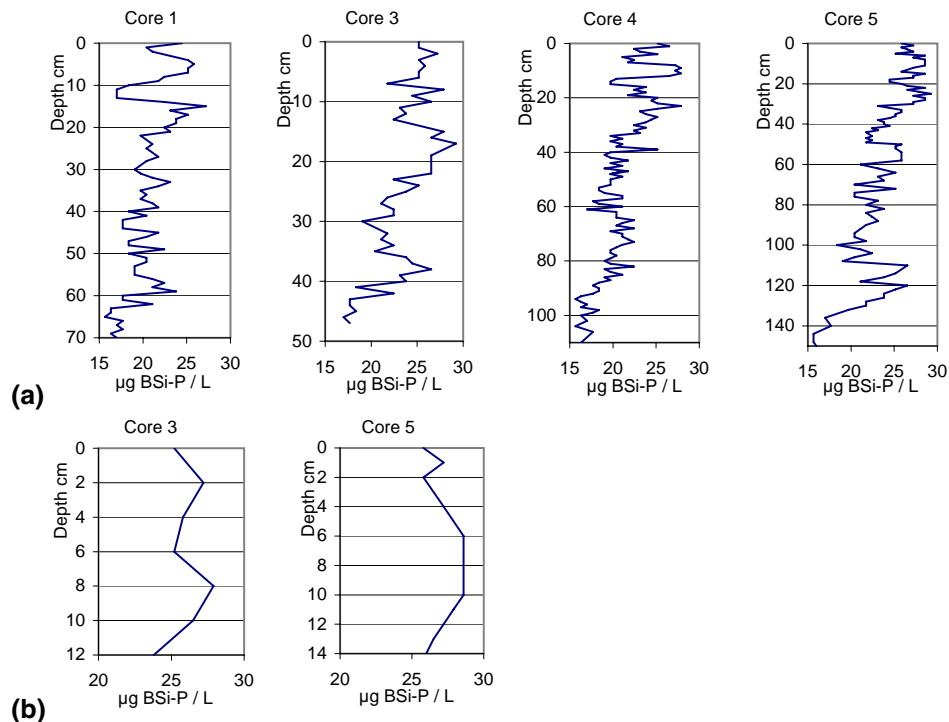 Core 1
Depth cm
0
10
20
30
40
50
60
70
15 20 25 30
µg BSi-P / L
Core 3
Depth cm
0
10
20
30
40
50
15 20 25 30
µg BSi-P / L
Core 4
Depth cm
0
20
40
60
80
100
15 20 25 30
µg BSi-P / L
Core 5
Depth cm
0
20
40
60
80
100
120
140
15 20 25 30
µg BSi-P / L
(a)
Core 3
Depth cm
0
2
4
6
8
10
12
20 25 30
µg BSi-P / L
Core 5
Depth cm
0
2
4
6
8
10
12
14
20 25 30
µg BSi-P / L
(b)